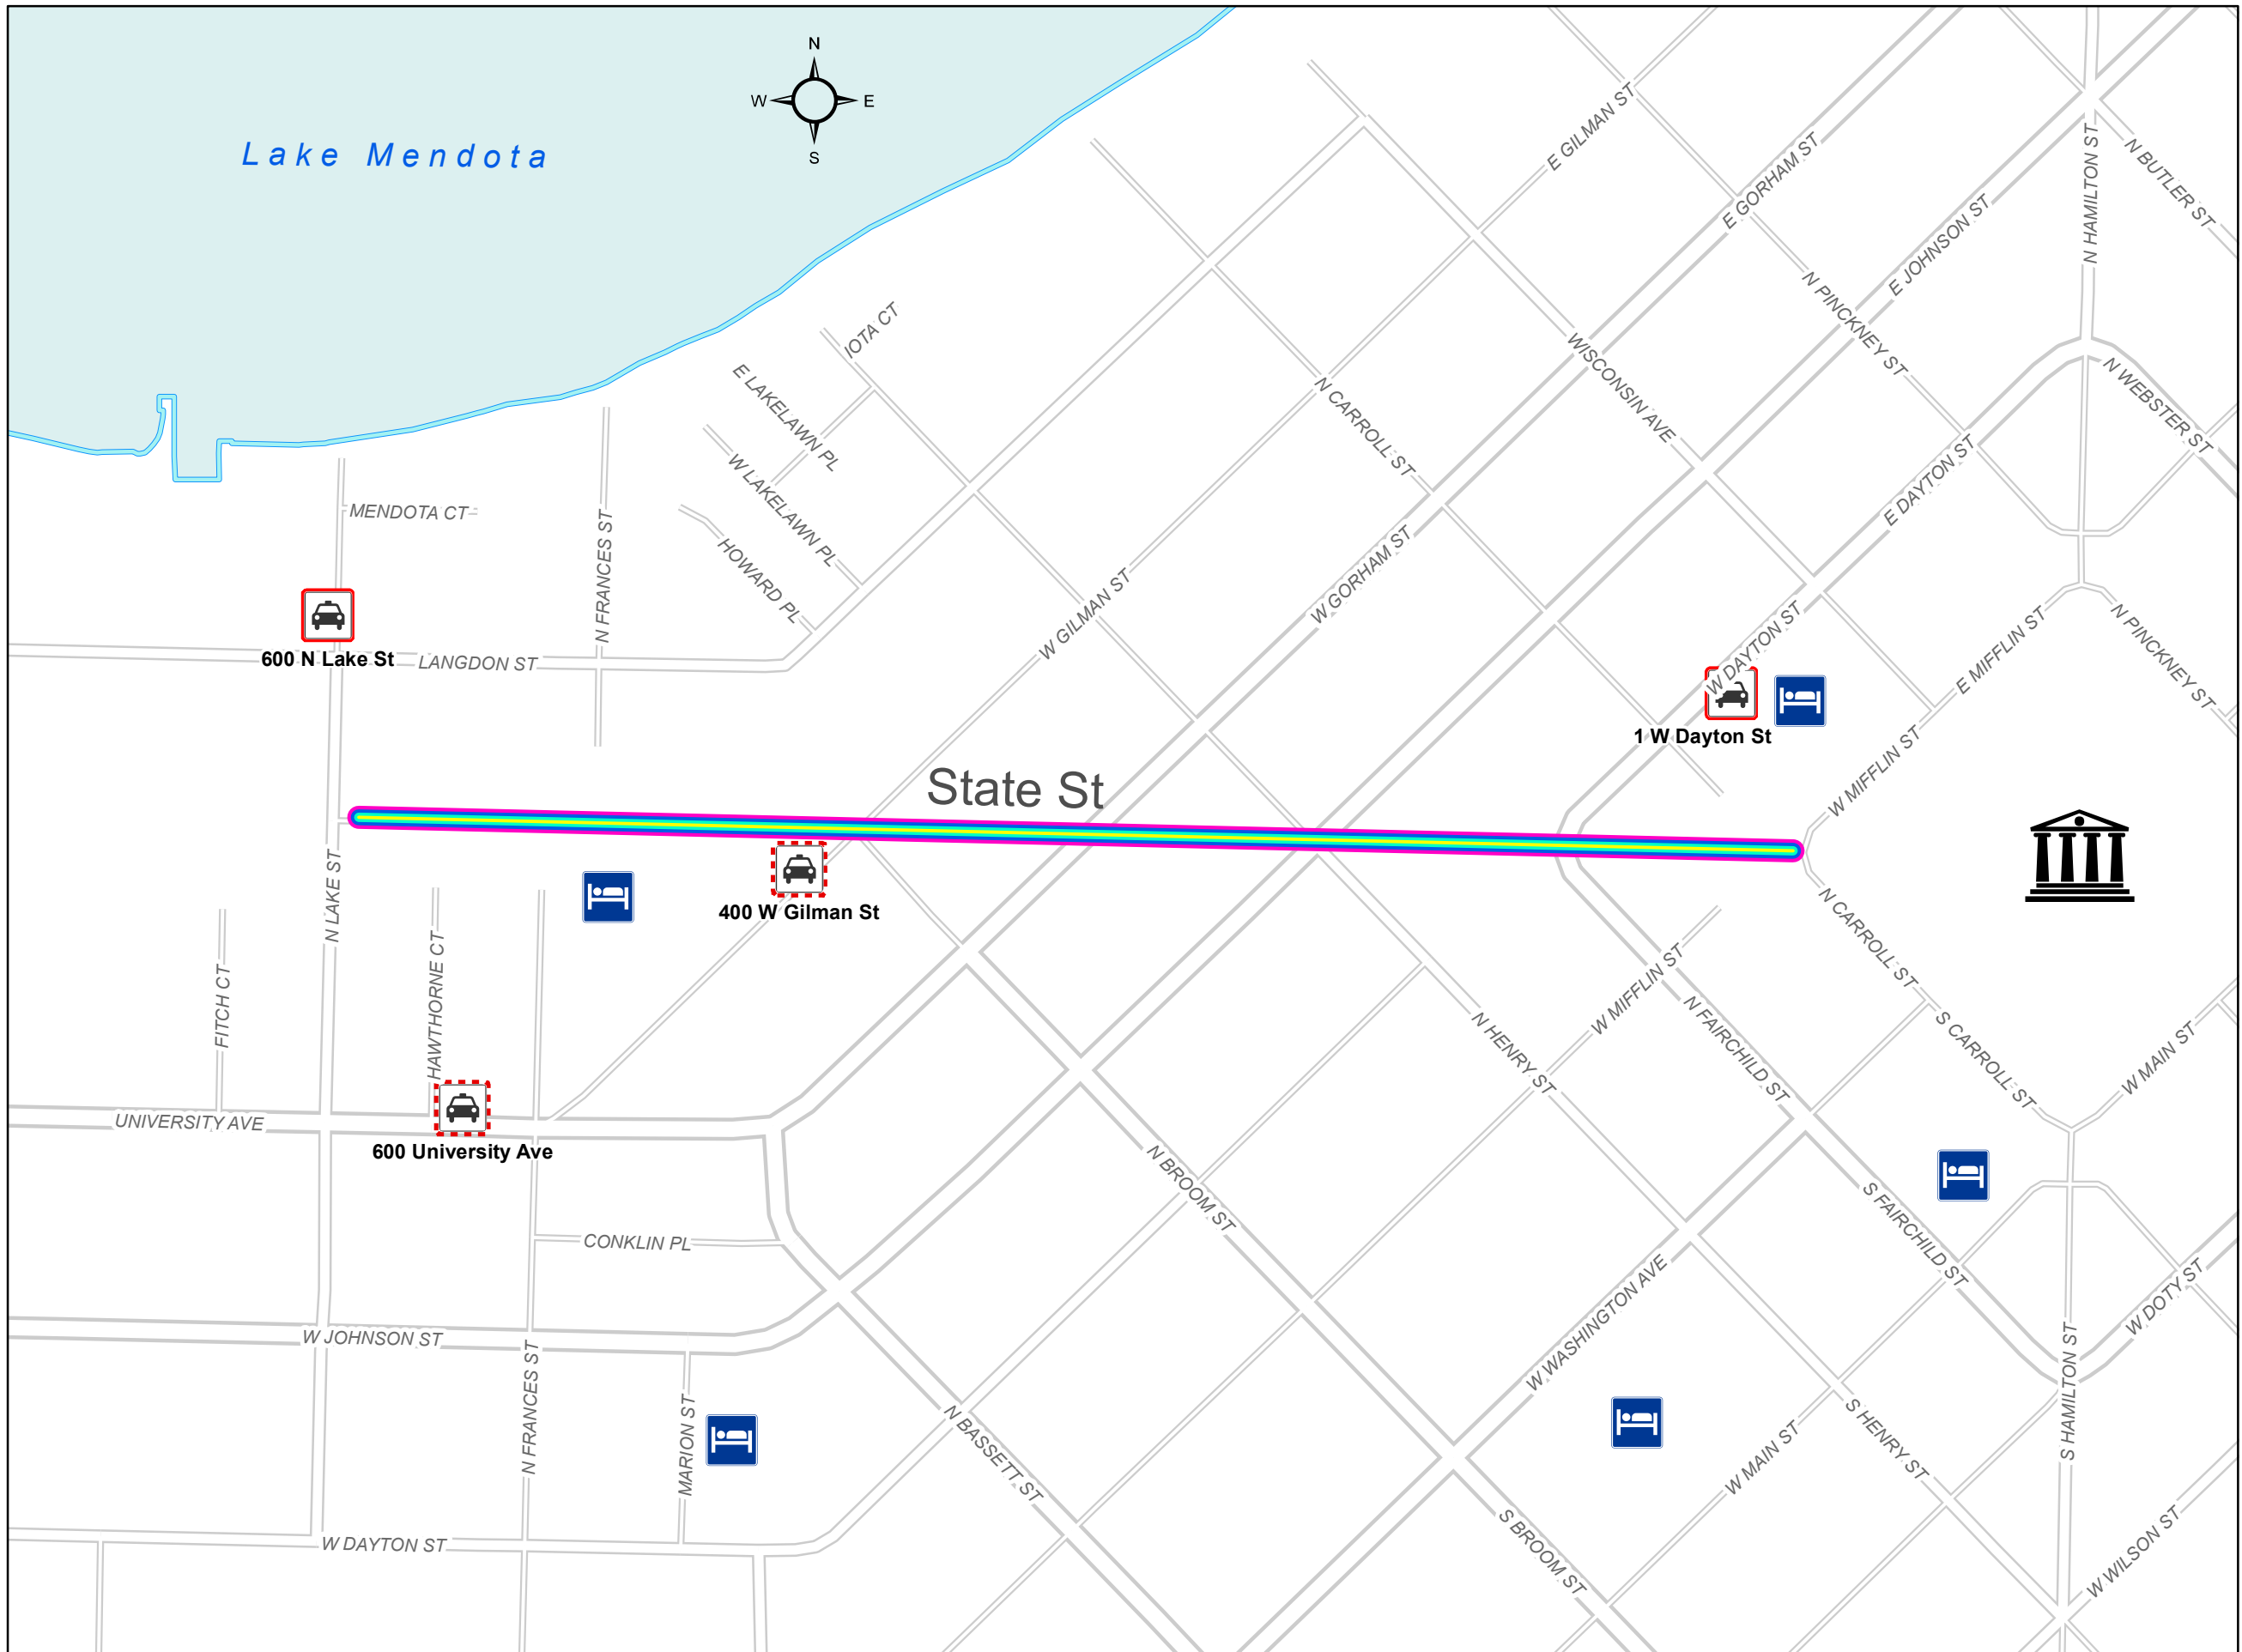 N
W
E
S
Lake Mendota
E GILMAN ST
E GORHAM ST
N BUTLER ST
N HAMILTON ST
E JOHNSON ST
N PINCKNEY ST
IOTA CT
WISCONSIN AVE
N CARROLL ST
N WEBSTER ST
E LAKELAWN PL
W LAKELAWN PL
E DAYTON ST
MENDOTA CT
N FRANCES ST
HOWARD PL
W GORHAM ST
W GILMAN ST
600 N Lake St
LANGDON ST
W DAYTON ST
E MIFFLIN ST
N PINCKNEY ST
1 W Dayton St
W MIFFLIN ST
State St
N LAKE ST
400 W Gilman St
N CARROLL ST
HAWTHORNE CT
FITCH CT
W MIFFLIN ST
N FAIRCHILD ST
N HENRY ST
S CARROLL ST
W MAIN ST
UNIVERSITY AVE
600 University Ave
N BROOM ST
S FAIRCHILD ST
CONKLIN PL
W WASHINGTON AVE
W DOTY ST
W JOHNSON ST
N FRANCES ST
MARION ST
N BASSETT ST
S HAMILTON ST
W MAIN ST
S HENRY ST
W DAYTON ST
S BROOM ST
W WILSON ST